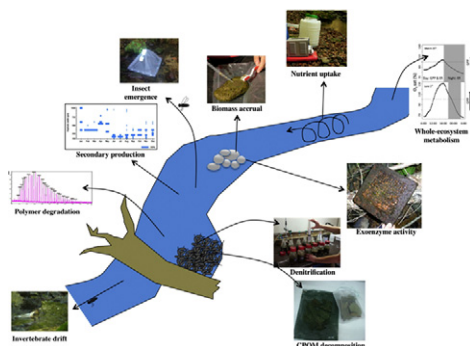 Insect
emergence
Biomass accrual
Nutrient uptake
Whole-ecosystem
metabolism
Secondary production
Polymer degradation
Exoenzyme activity
Denitrification
Invertebrate drift
CPOM decomposition